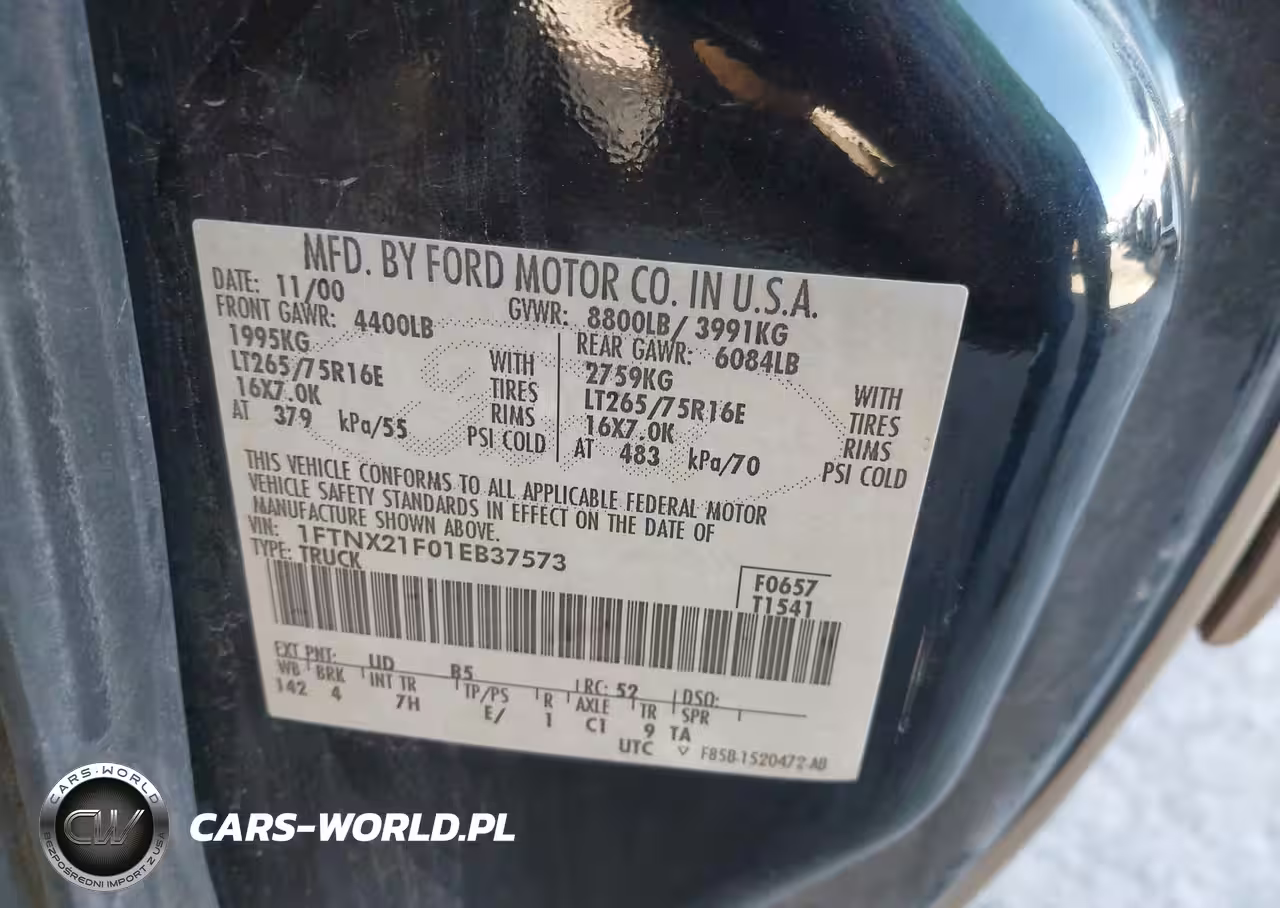 MFD. BY FORD MOTOR CO. IN U.S.A.
DATE: 11/00 GVWR: 8800LB/ 3991KG
FRONT GAWR: 4400LB REAR GAWR: 6084LB
1995KG WITH 2759KG WITH
LT265/75R16E TIRES LT265/75R16E TIRES
16X7.0K RIMS 16X7.0K RIMS
AT 379 kPa/55 PSI COLD AT 483 kPa/70 PSI COLD
THIS VEHICLE CONFORMS TO ALL APPLICABLE FEDERAL MOTOR
VEHICLE SAFETY STANDARDS IN EFFECT ON THE DATE OF
MANUFACTURE SHOWN ABOVE.
VIN: 1FTNX21F01EB37573
TYPE: TRUCK
F0657
T1541
EXT PNT: UD B5 RC: 52 DSO:
WB BRK INT TR TP/PS R AXLE TR SPR
142 4 7H E/ 1 C1 9 TA
UTC ▽ F85B-1520472-AB
CARS-WORLD
CW
BEZPOŚREDNI IMPORT Z USA
CARS-WORLD.PL